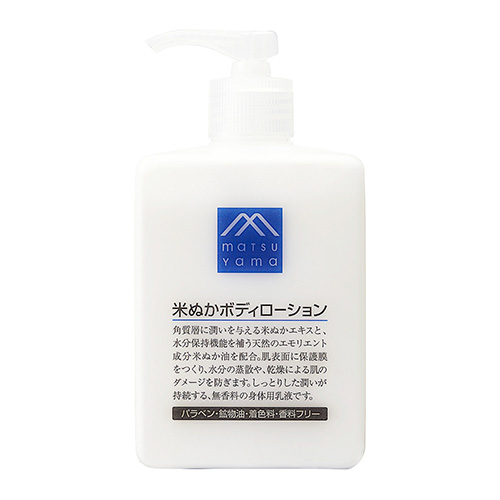 matsu
yama
米ぬかボディローション
角質層に潤いを与える米ぬかエキスと、
水分保持機能を補う天然のエモリエント
成分米ぬか油を配合。肌表面に保護膜
をつくり、水分の蒸散や、乾燥による肌の
ダメージを防ぎます。しっとりした潤いが
持続する、無香料の身体用乳液です。
パラベン・鉱物油・着色料・香料フリー